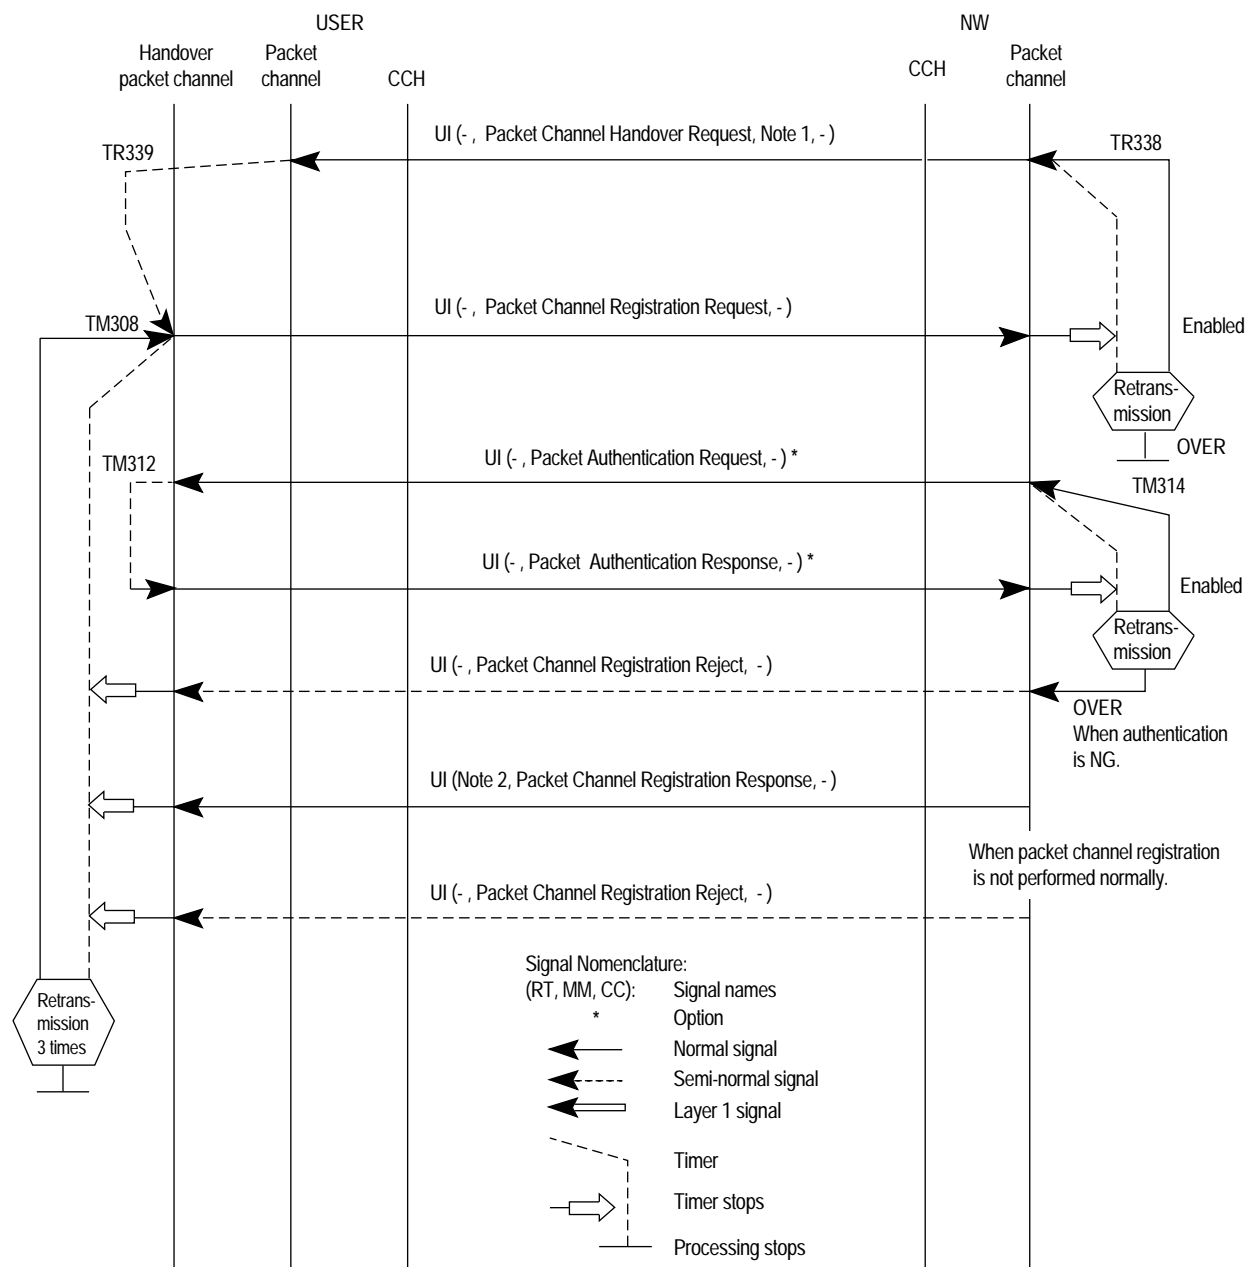 USER
NW
Handover
packet channel
Packet
channel
CCH
CCH
Packet
channel
UI (- , Packet Channel Handover Request, Note 1, - )
TR339
TR338
UI (- , Packet Channel Registration Request, - )
TM308
Enabled
Retrans-
mission
OVER
UI (- , Packet Authentication Request, - ) *
TM312
TM314
UI (- , Packet Authentication Response, - ) *
Enabled
Retrans-
mission
UI (- , Packet Channel Registration Reject, - )
OVER
When authentication
is NG.
UI (Note 2, Packet Channel Registration Response, - )
When packet channel registration
is not performed normally.
UI (- , Packet Channel Registration Reject, - )
Retrans-
mission
3 times
Signal Nomenclature:
(RT, MM, CC): Signal names
* Option
Normal signal
Semi-normal signal
Layer 1 signal
Timer
Timer stops
Processing stops